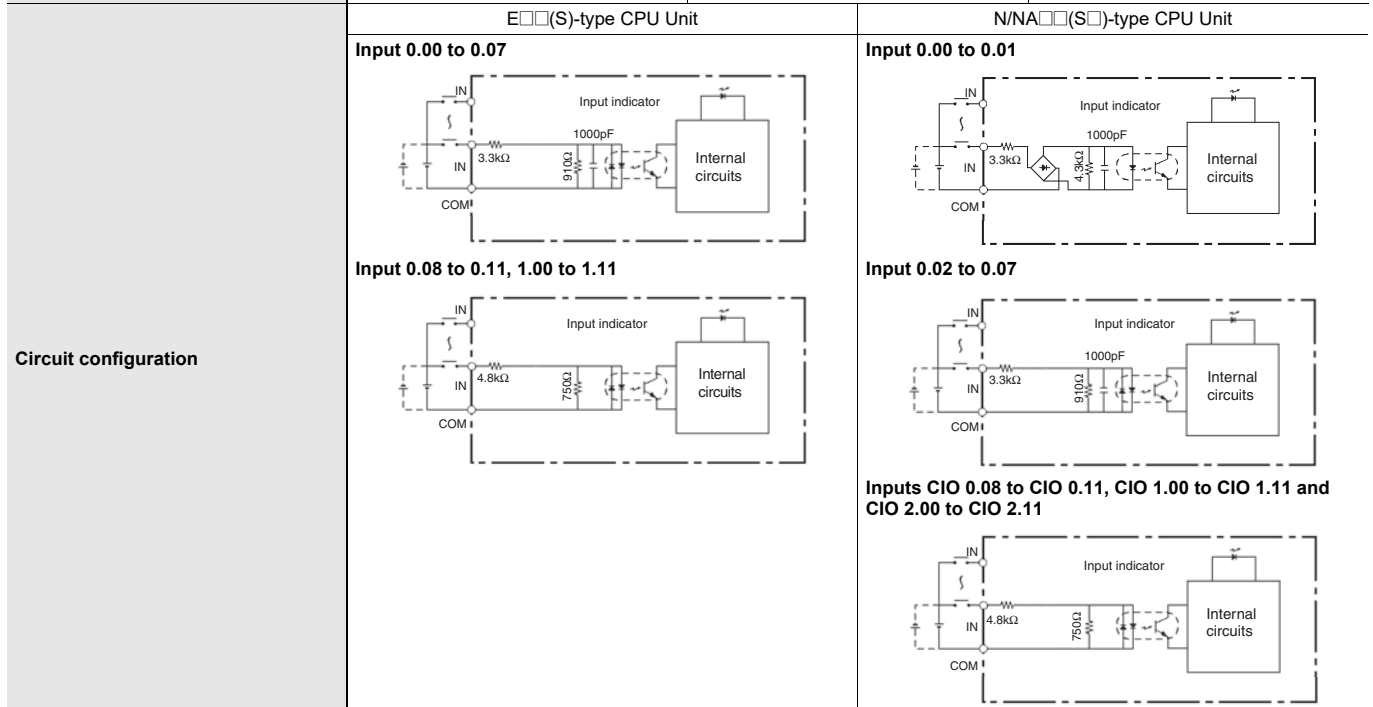 E□□(S)-type CPU Unit
N/NA□□(S□)-type CPU Unit
Circuit configuration
Input 0.00 to 0.07
IN
Input indicator
1000pF
3.3kΩ
IN
910Ω
Internal
circuits
COM
Input 0.08 to 0.11, 1.00 to 1.11
IN
Input indicator
4.8kΩ
IN
750Ω
Internal
circuits
COM
Input 0.00 to 0.01
IN
Input indicator
1000pF
3.3kΩ
IN
4.3kΩ
Internal
circuits
COM
Input 0.02 to 0.07
IN
Input indicator
1000pF
3.3kΩ
IN
910Ω
Internal
circuits
COM
Inputs CIO 0.08 to CIO 0.11, CIO 1.00 to CIO 1.11 and
CIO 2.00 to CIO 2.11
IN
Input indicator
4.8kΩ
IN
750Ω
Internal
circuits
COM